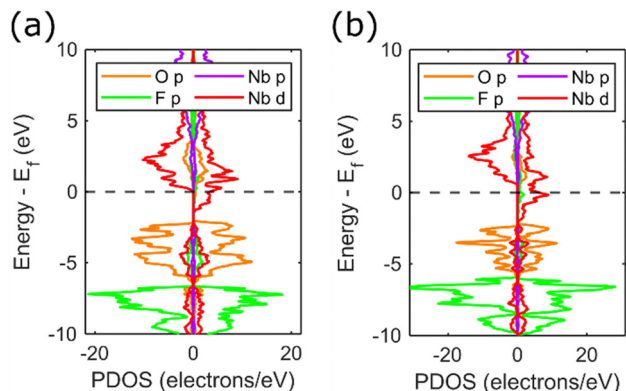 (a)
10
5
0
-5
-10
Energy - E_f (eV)
O p
Nb p
F p
Nb d
-20
0
20
PDOS (electrons/eV)
(b)
10
5
0
-5
-10
Energy - E_f (eV)
O p
Nb p
F p
Nb d
-20
0
20
PDOS (electrons/eV)